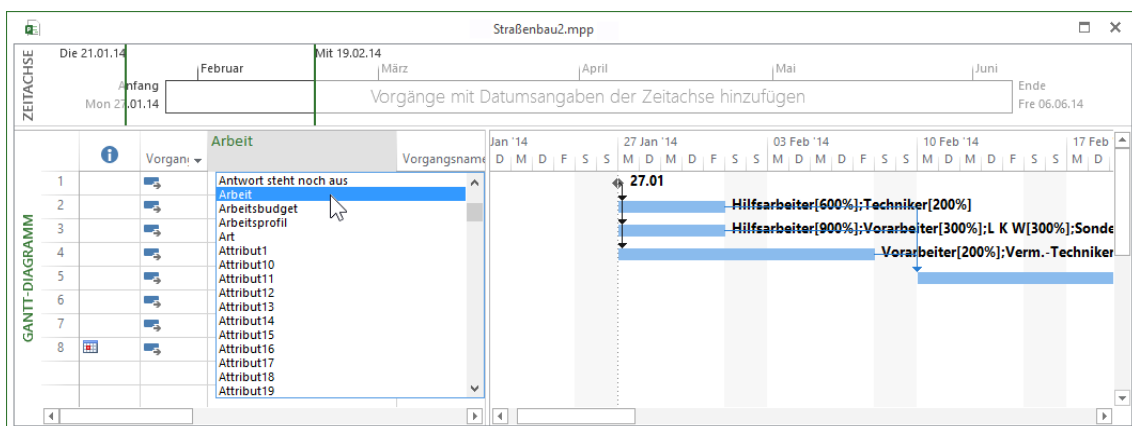 Straßenbau2.mpp
ZEITACHSE
Die 21.01.14
Mit 19.02.14
Februar
März
April
Mai
Juni
Anfang
Mon 27.01.14
Vorgänge mit Datumsangaben der Zeitachse hinzufügen
Ende
Fre 06.06.14
GANTT-DIAGRAMM
Vorgang
Arbeit
Vorgangsname
Jan '14
27 Jan '14
03 Feb '14
10 Feb '14
17 Feb
D M D F S S M D M D F S S M D M D F S S M D M D F S S M D
1
2
3
4
5
6
7
8
Antwort steht noch aus
Arbeit
Arbeitsbudget
Arbeitsprofil
Art
Attribut1
Attribut10
Attribut11
Attribut12
Attribut13
Attribut14
Attribut15
Attribut16
Attribut17
Attribut18
Attribut19
27.01
Hilfsarbeiter[600%];Techniker[200%]
Hilfsarbeiter[900%];Vorarbeiter[300%];L K W[300%];Sonde
Vorarbeiter[200%];Verm.-Techniker